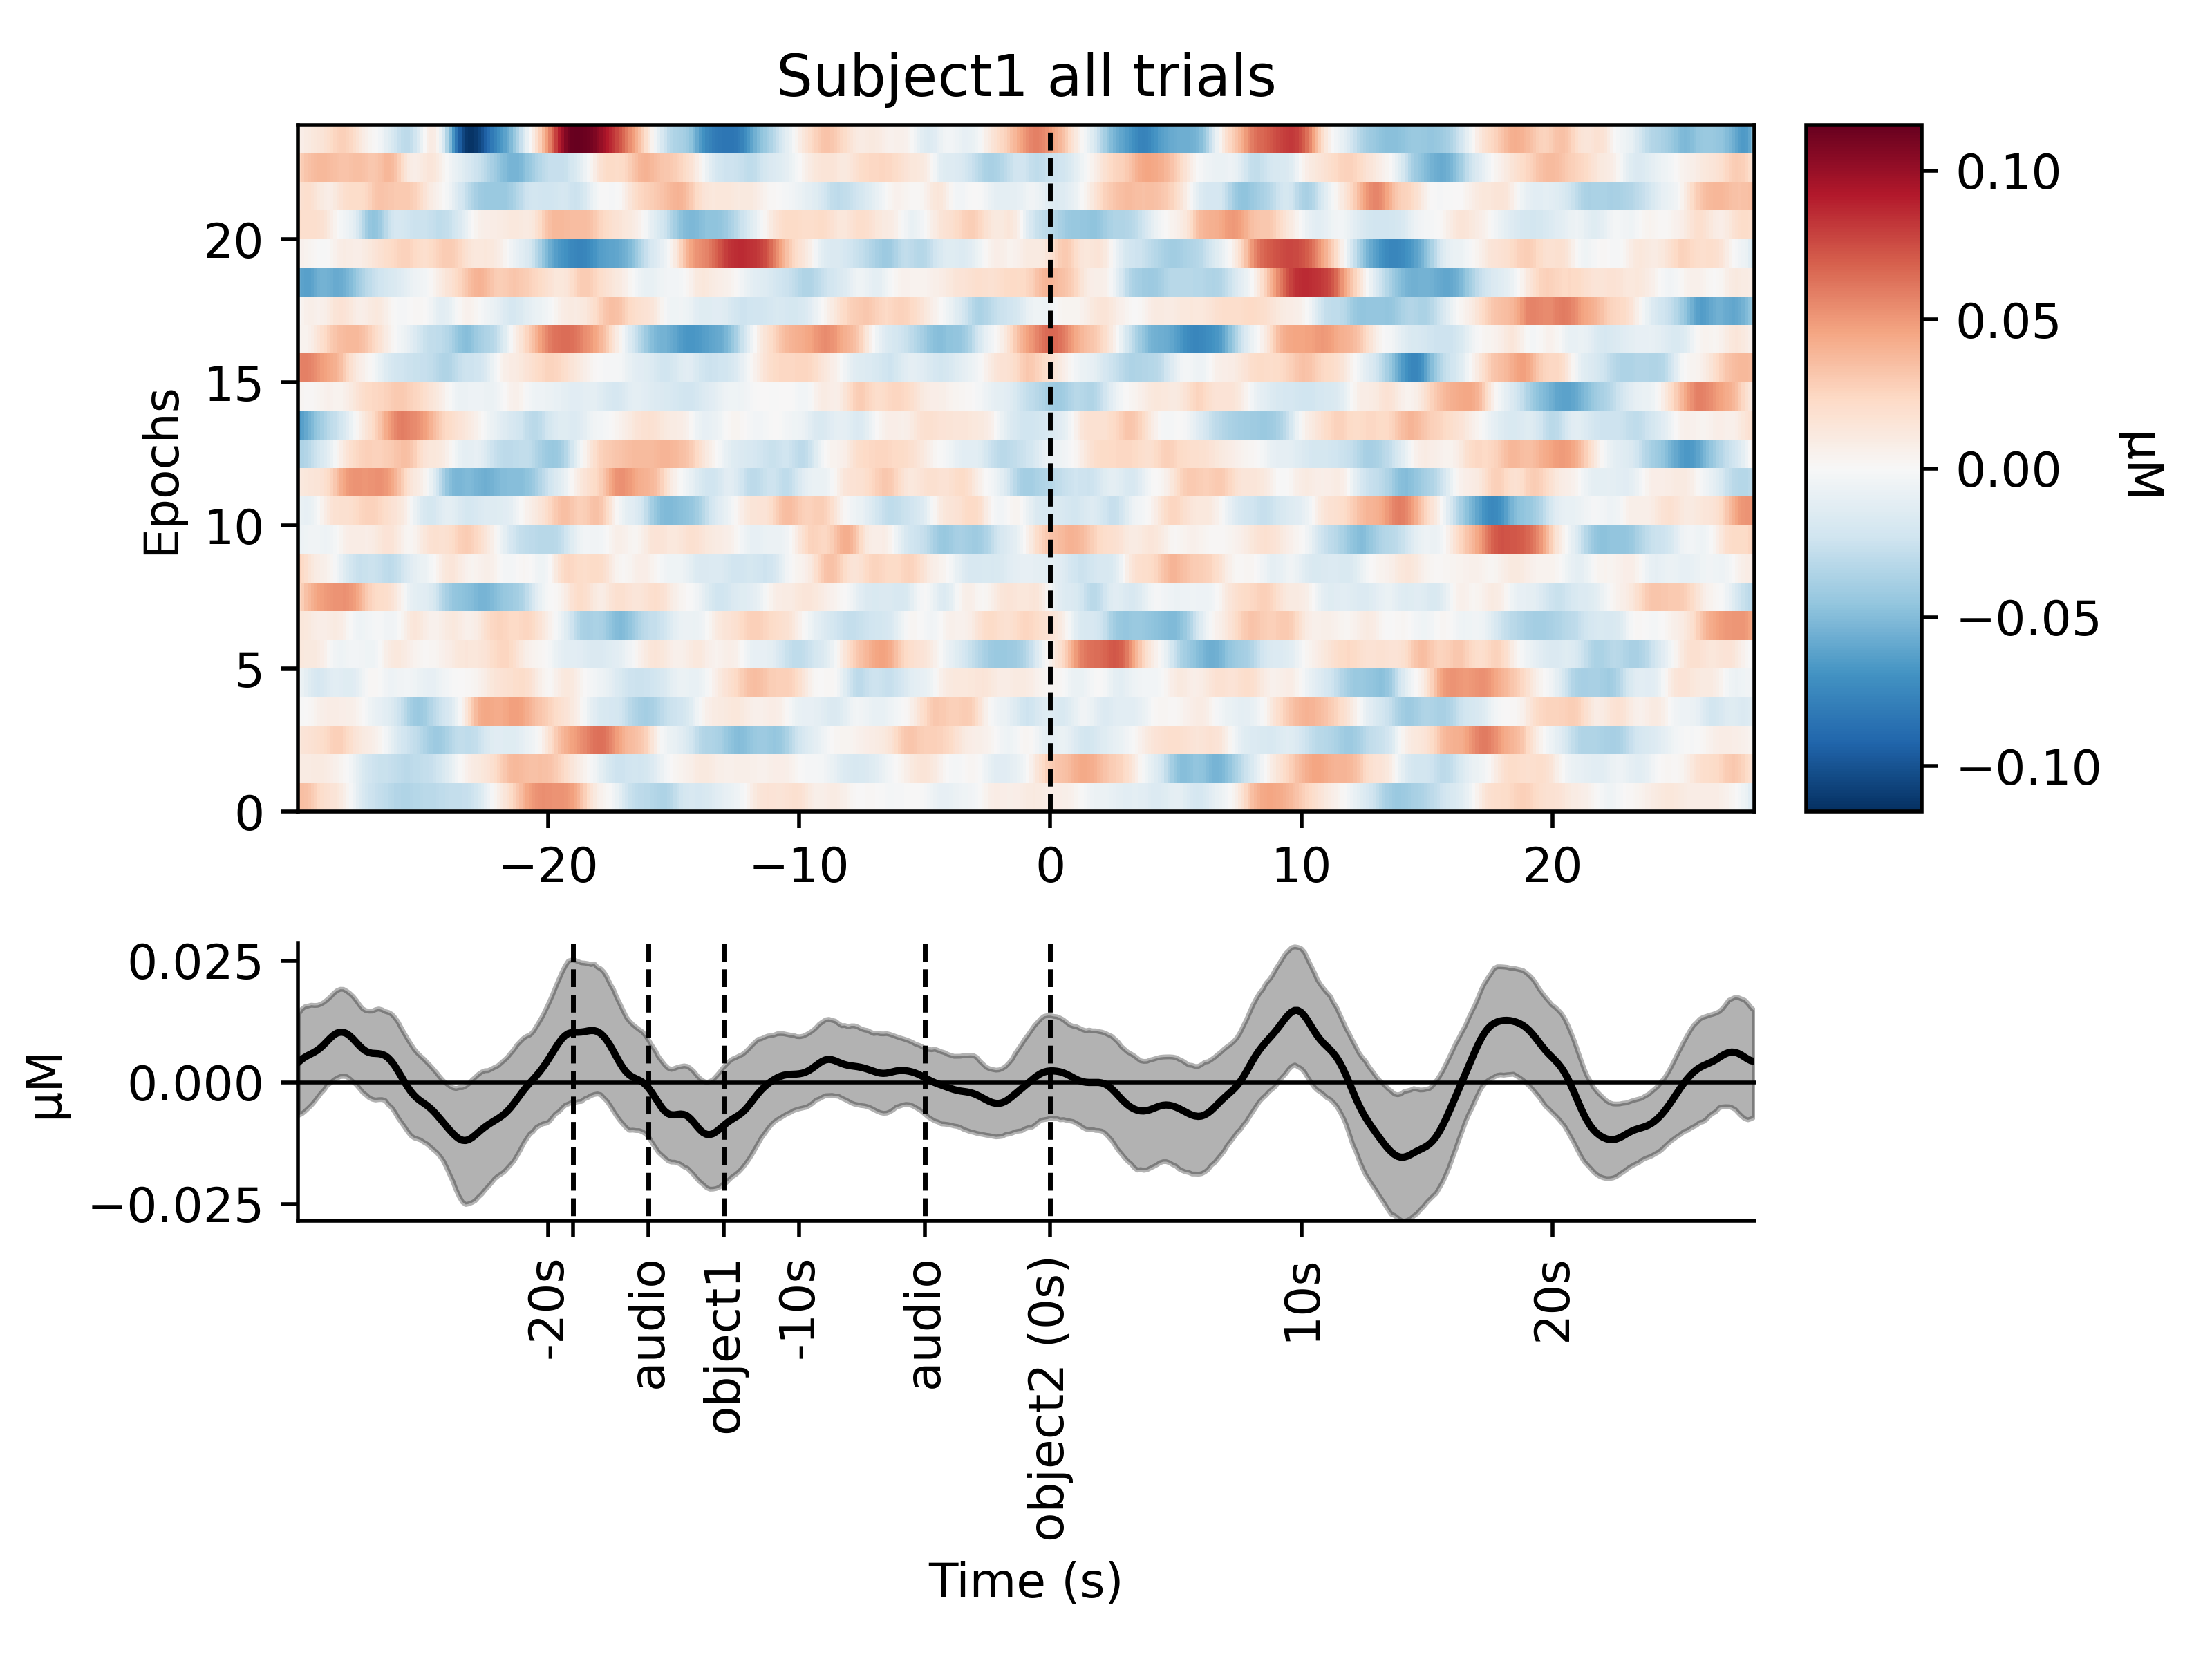 Subject1 all trials
20
15
10
5
0
Epochs
−20
−10
0
10
20
0.10
0.05
0.00
−0.05
−0.10
µM
0.025
0.000
−0.025
µM
-20s
audio
object1
-10s
audio
object2 (0s)
10s
20s
Time (s)